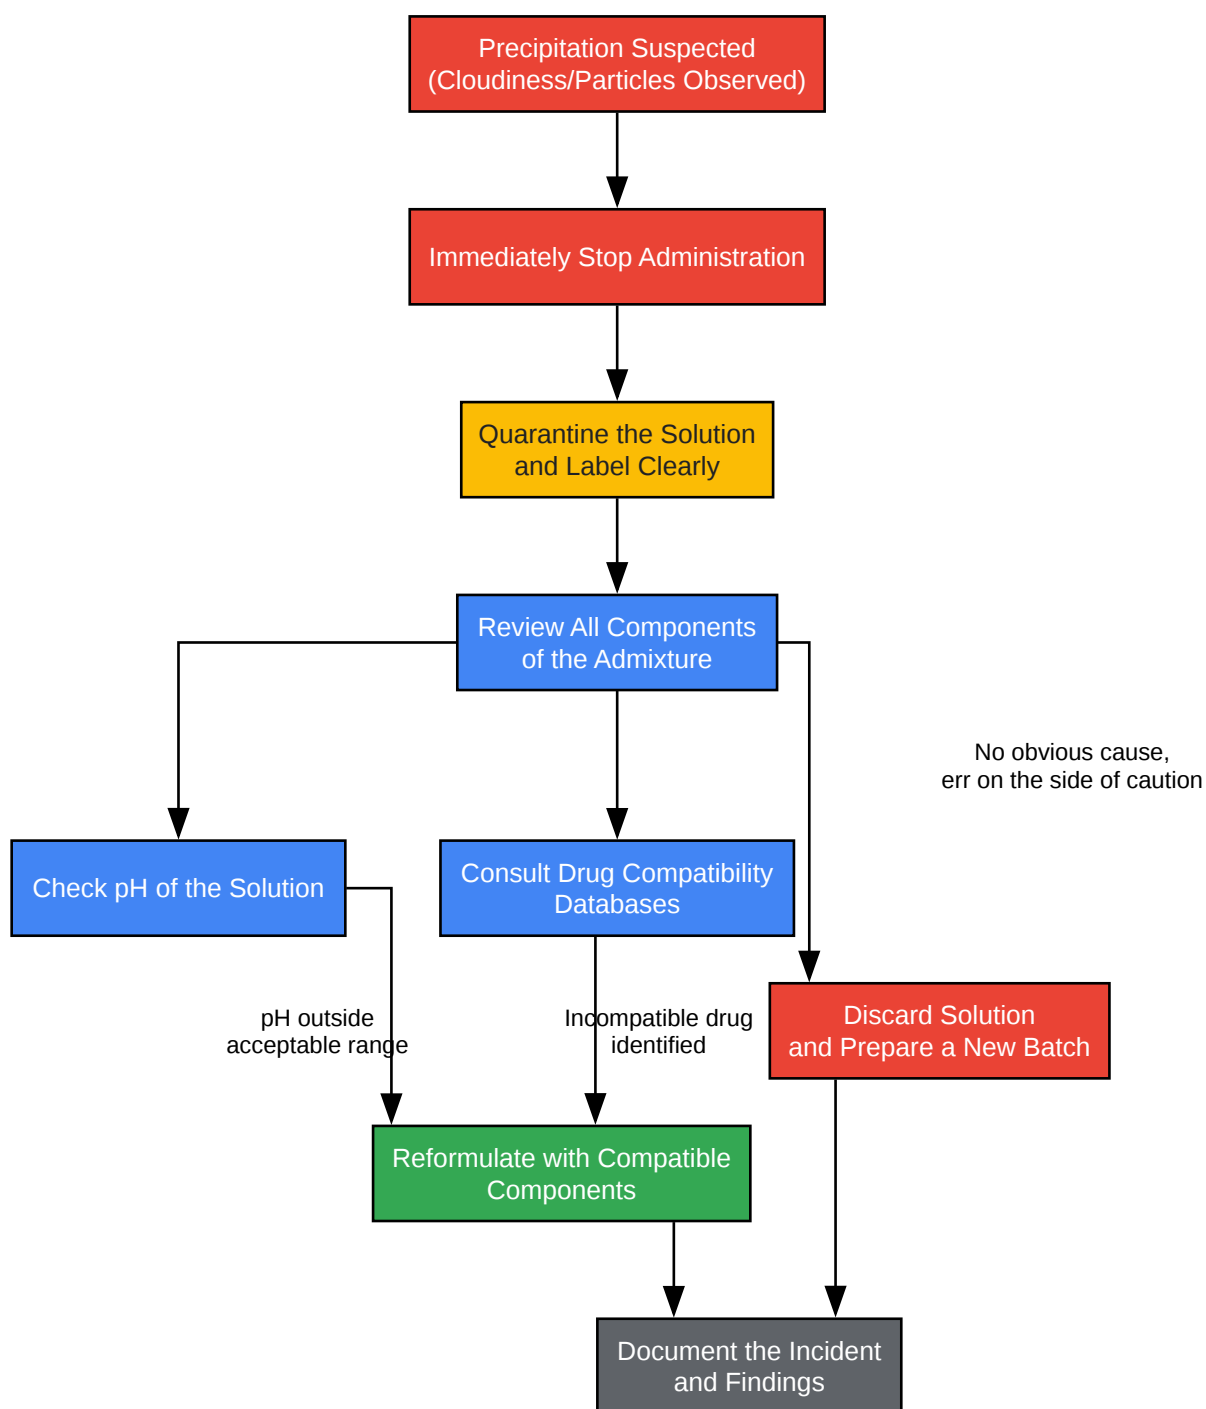 Precipitation Suspected
(Cloudiness/Particles Observed)
Immediately Stop Administration
Quarantine the Solution
and Label Clearly
Review All Components
of the Admixture
No obvious cause,
err on the side of caution
Check pH of the Solution
Consult Drug Compatibility
Databases
pH outside
acceptable range
Incompatible drug
identified
Discard Solution
and Prepare a New Batch
Reformulate with Compatible
Components
Document the Incident
and Findings